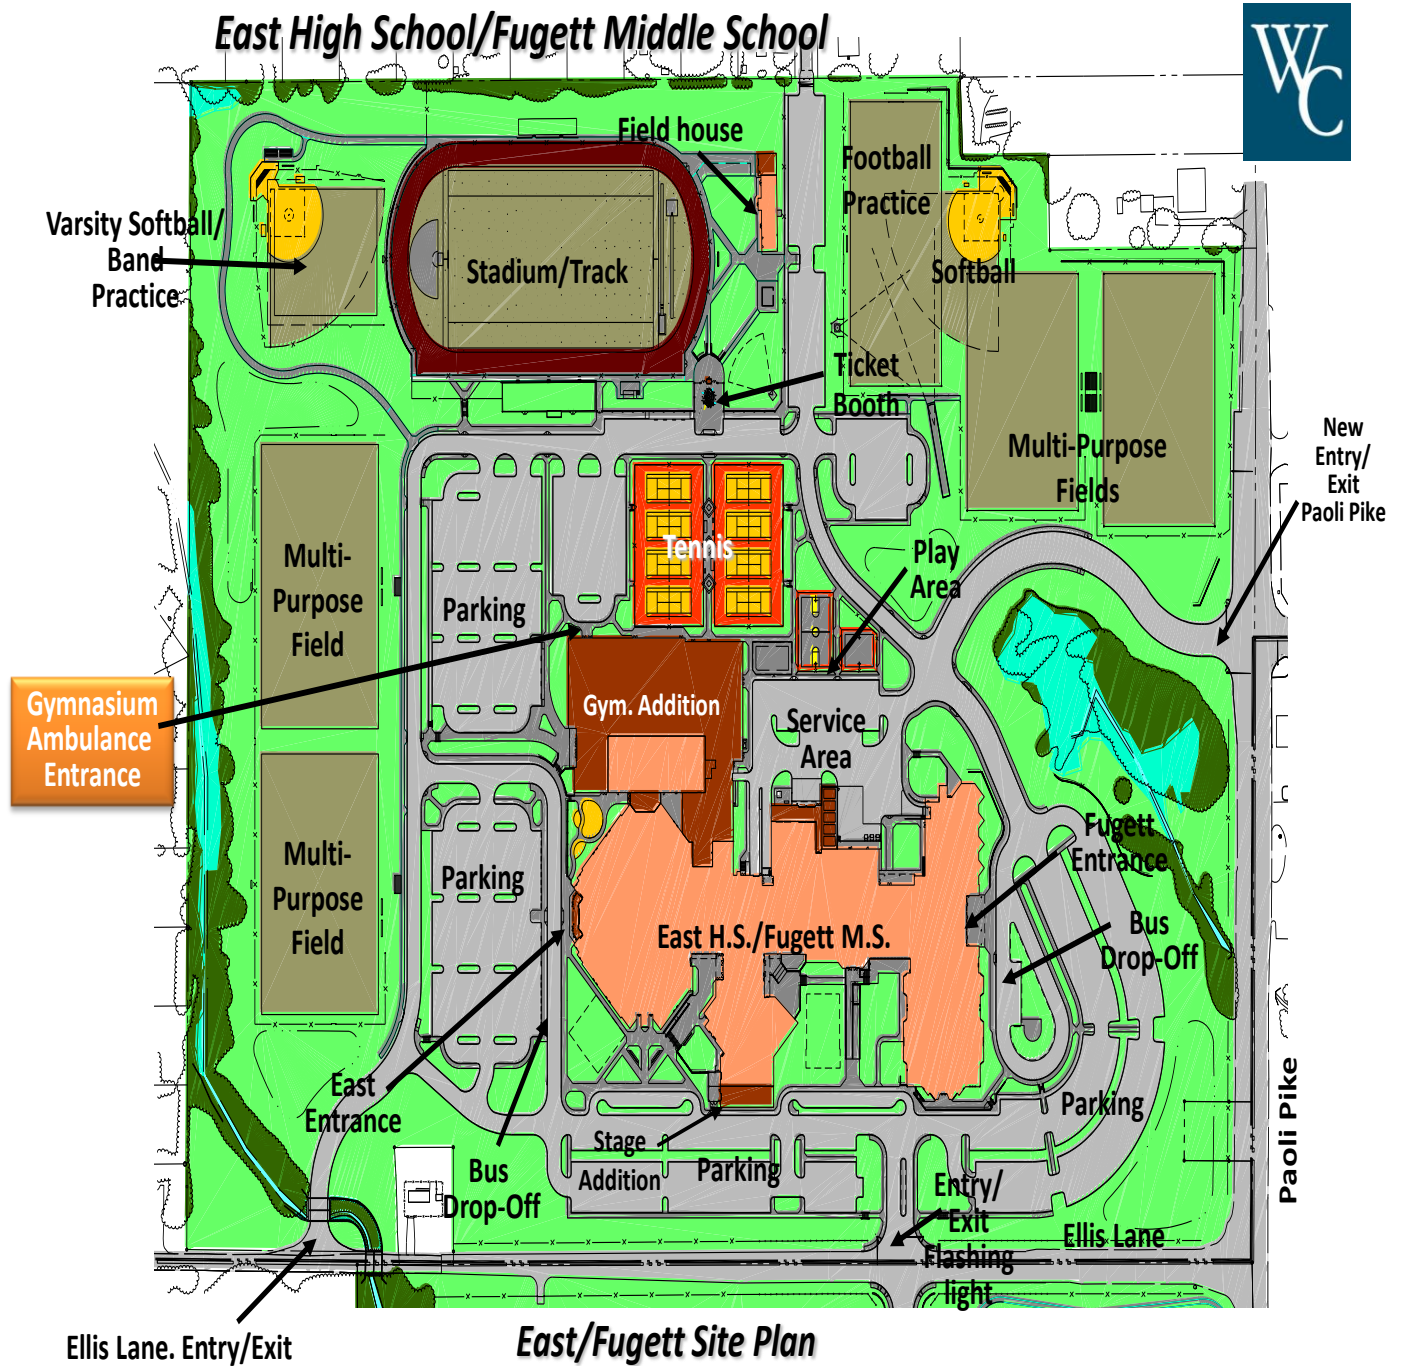 East High School/Fugett Middle School
WC
Field house
Football
Practice
Varsity Softball/
Band
Practice
Stadium/Track
Softball
Ticket
Booth
Multi-Purpose
Fields
New
Entry/
Exit
Paoli Pike
Multi-
Purpose
Field
Parking
Tennis
Play
Area
Gymnasium
Ambulance
Entrance
Gym. Addition
Service
Area
Multi-
Purpose
Field
Parking
Fugett
Entrance
East H.S./Fugett M.S.
Bus
Drop-Off
East
Entrance
Parking
Stage
Addition
Parking
Bus
Drop-Off
Entry/
Exit
Flashing
light
Ellis Lane
Paoli Pike
Ellis Lane. Entry/Exit
East/Fugett Site Plan